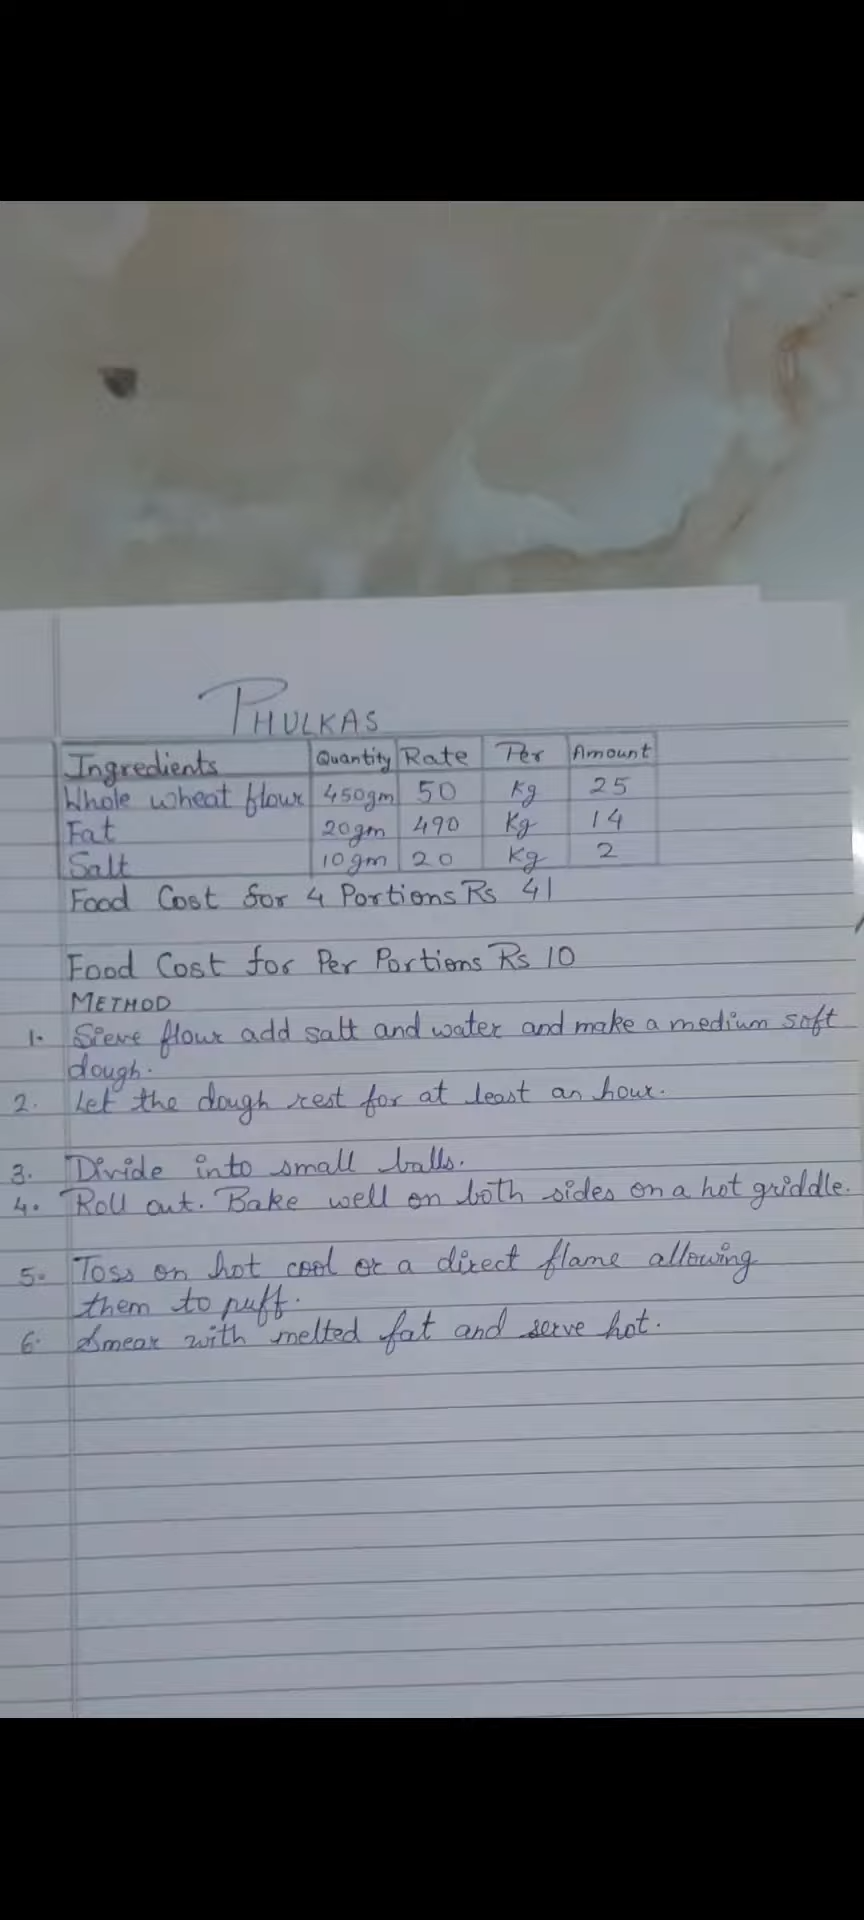 PHULKAS
Ingredients Quantity Rate Per Amount
Whole wheat flour 450gm 50 Kg 25
Fat 20gm 490 Kg 14
Salt 10gm 20 Kg 2
Food Cost for 4 Portions Rs 41
Food Cost for Per Portions Rs 10
METHOD
1. Sieve flour add salt and water and make a medium soft
dough.
2. Let the dough rest for at least an hour.
3. Divide into small balls.
4. Roll out. Bake well on both sides on a hot griddle.
5. Toss on hot cool or a direct flame allowing
them to puff.
6. Smear with melted fat and serve hot.